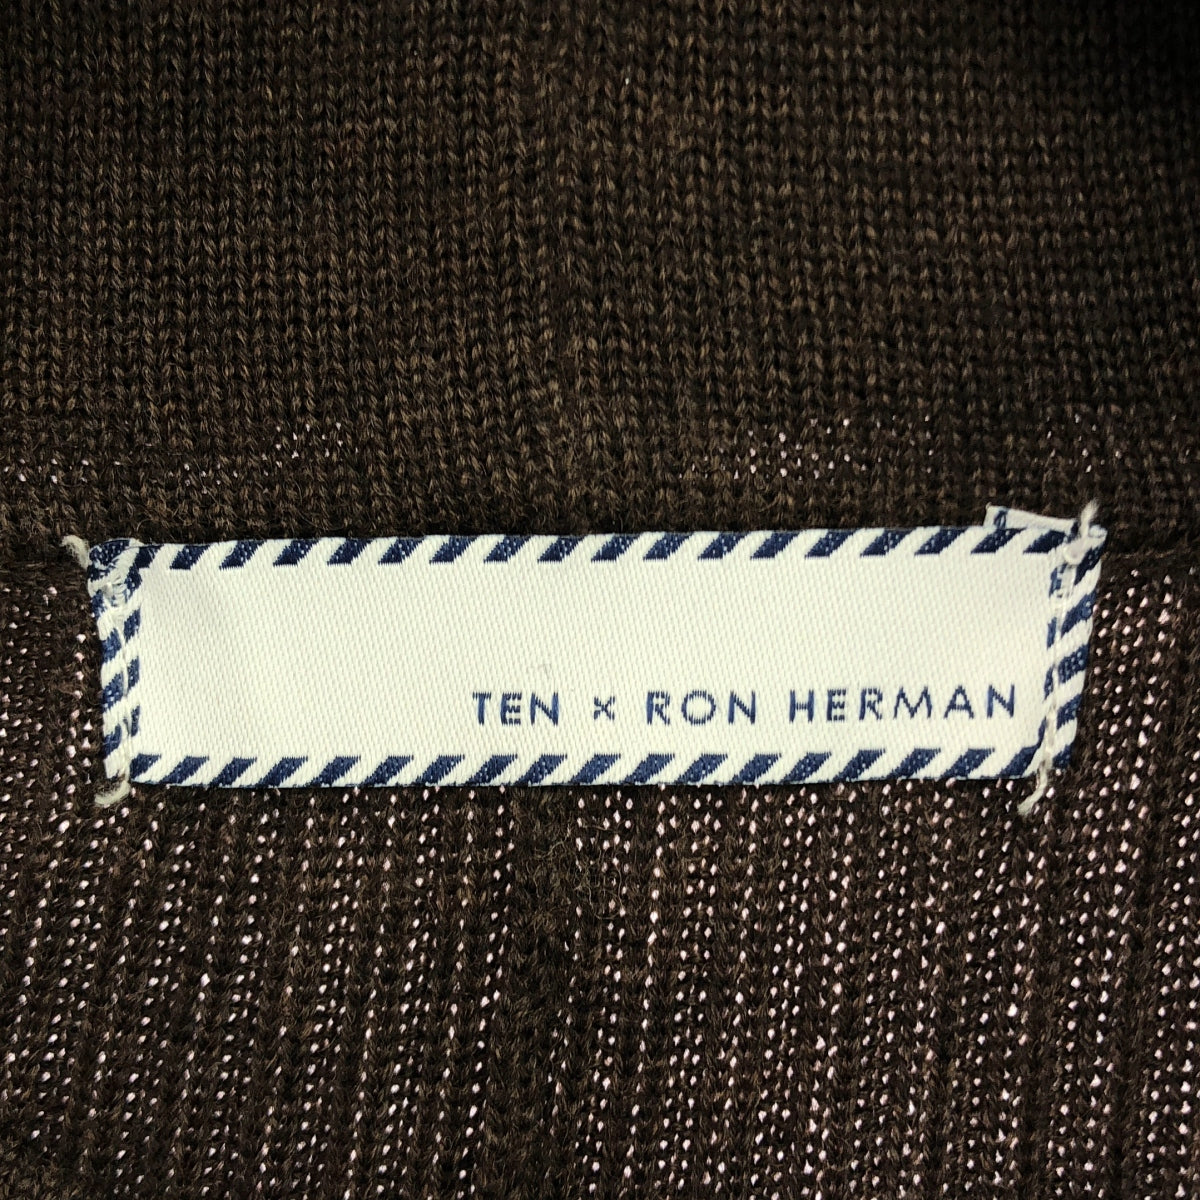 TEN × RON HERMAN